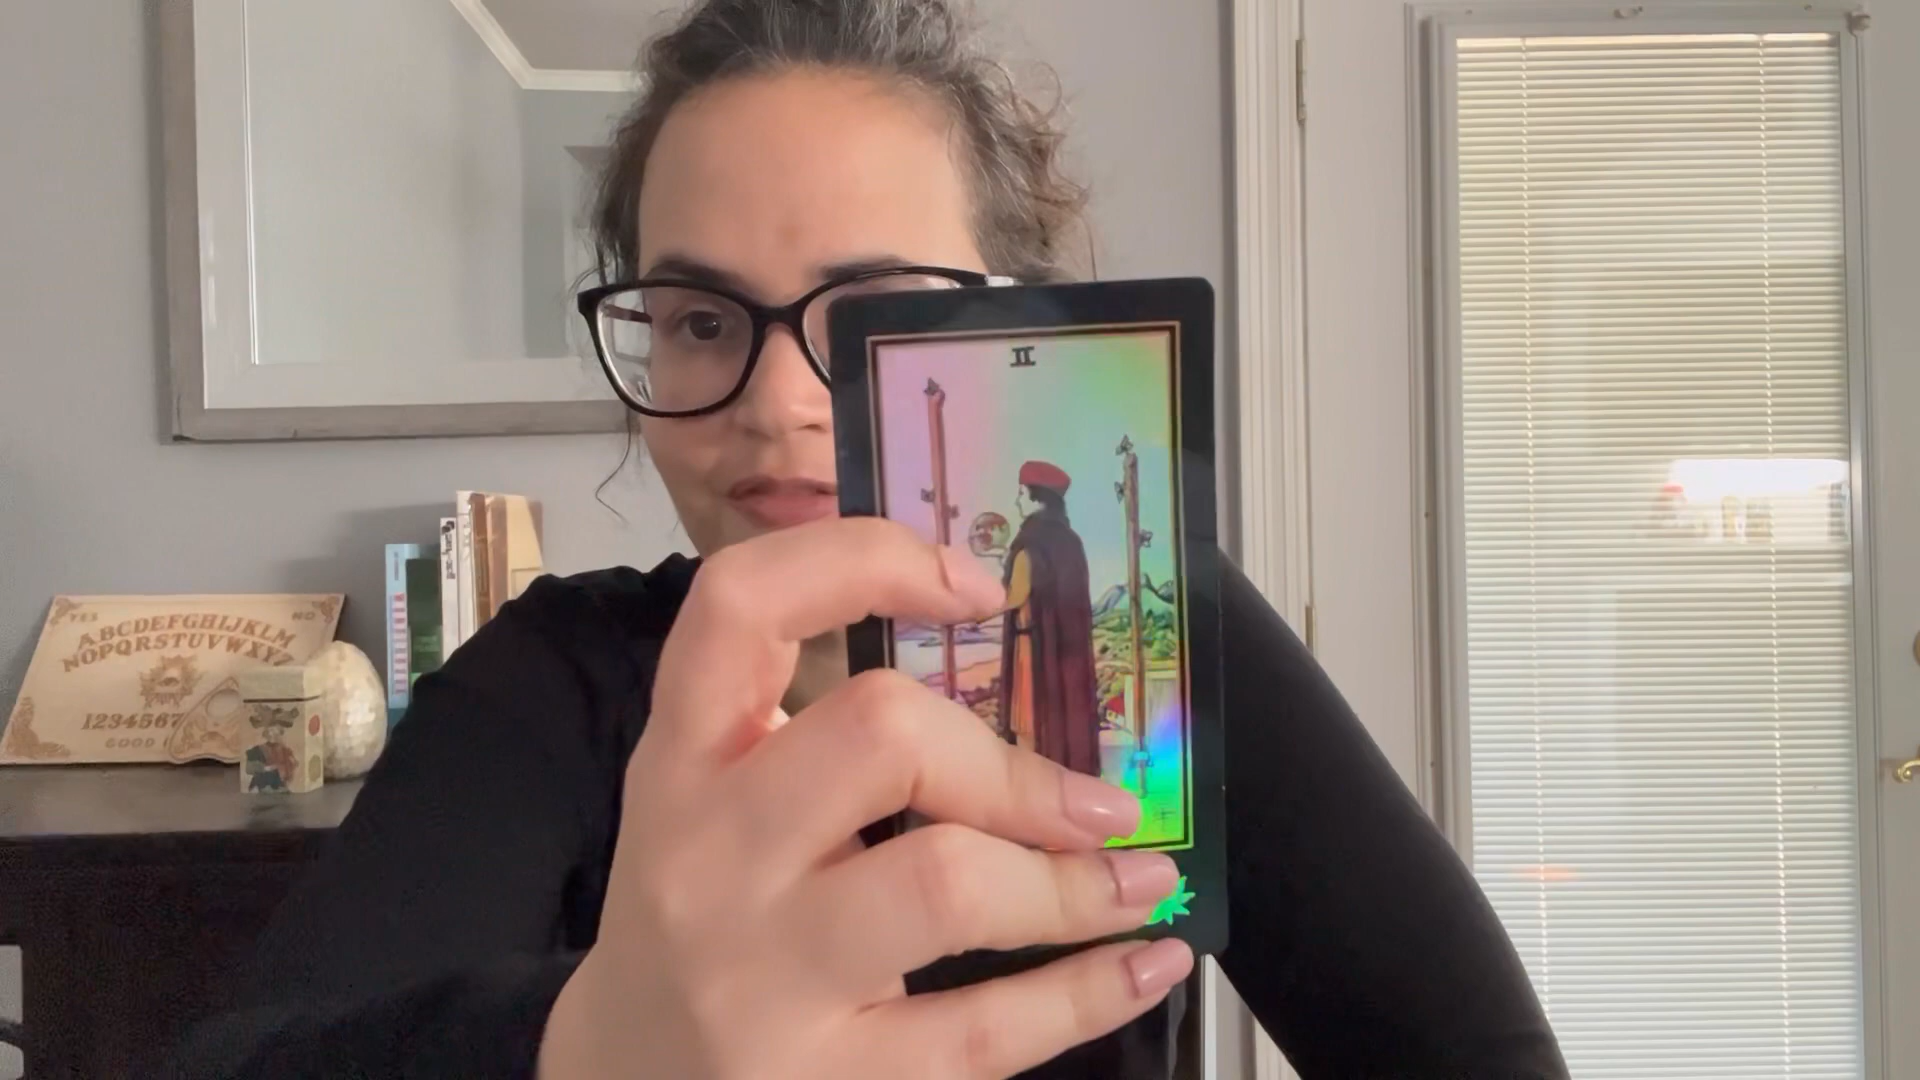 YES NO
ABCDEFGHIJKLM
NOPQRSTUVWXYZ
1234567
GOOD
II